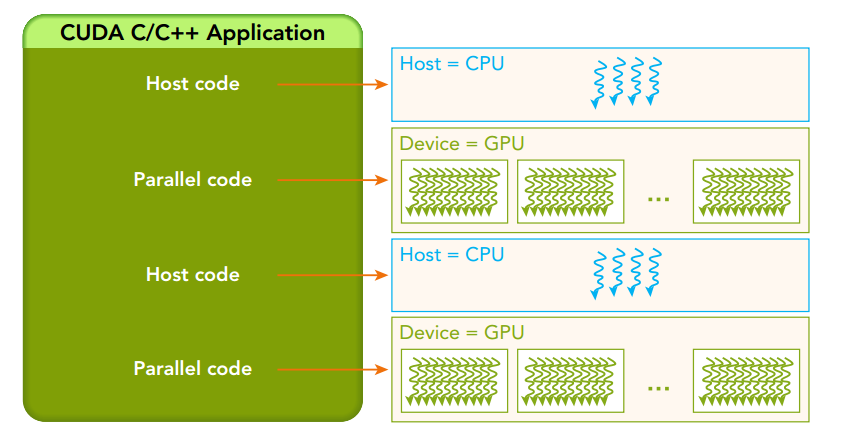 CUDA C/C++ Application
Host code
Host = CPU
Parallel code
Device = GPU
...
Host code
Host = CPU
Parallel code
Device = GPU
...